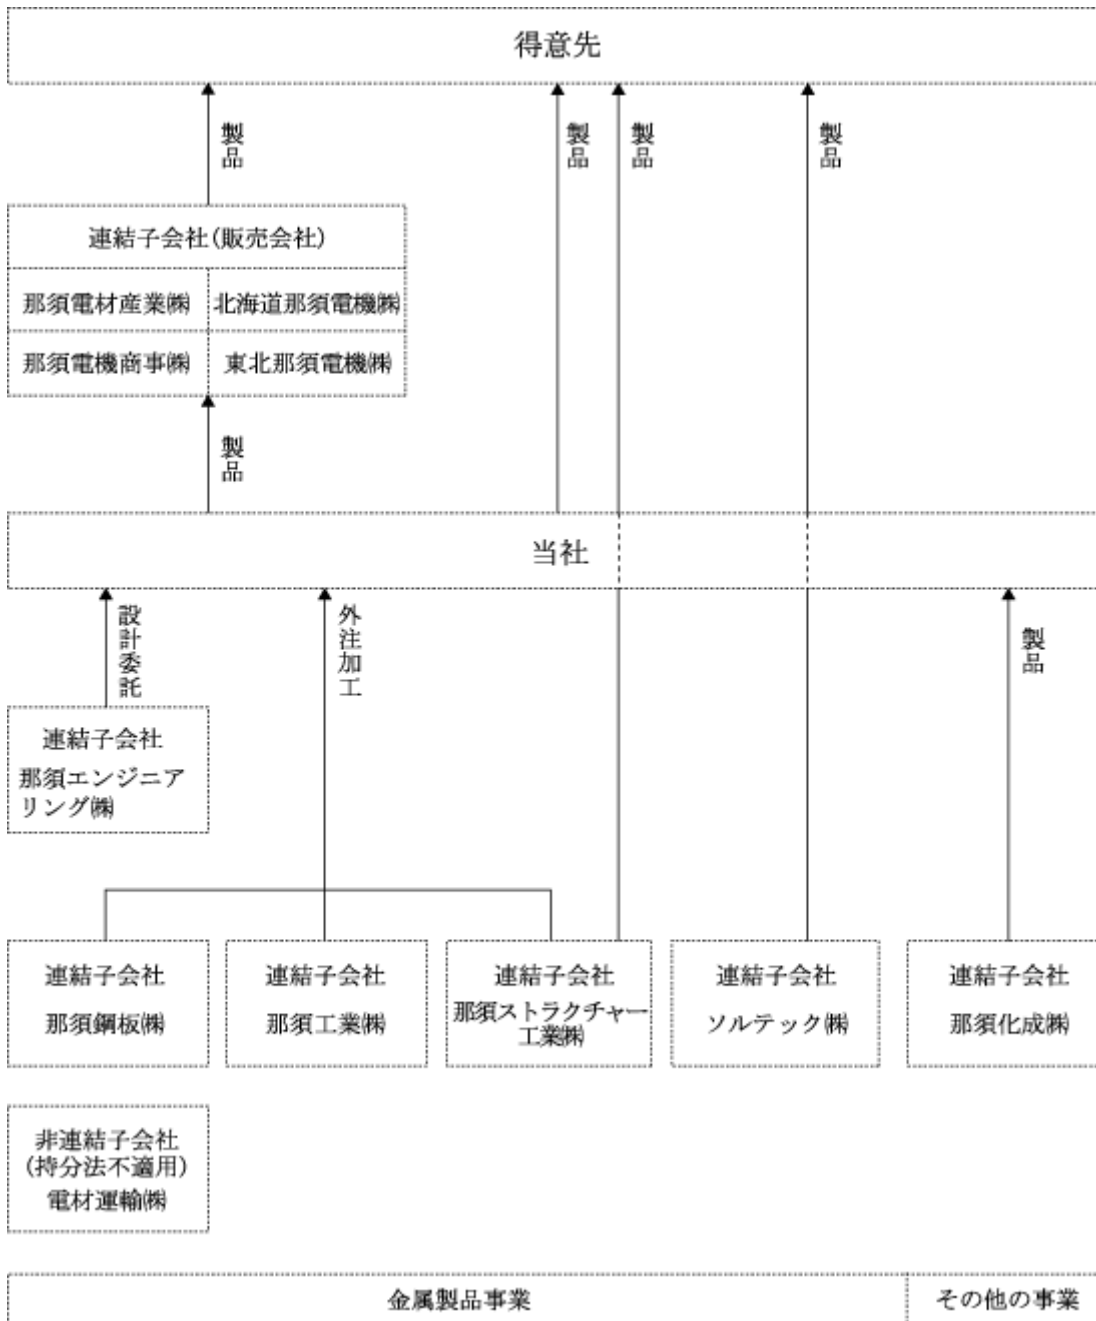 得意先
製品
製品
製品
製品
連結子会社(販売会社)
那須電材産業㈱
北海道那須電機㈱
那須電機商事㈱
東北那須電機㈱
製品
当社
設計委託
外注加工
製品
連結子会社
那須エンジニア
リング㈱
連結子会社
那須鋼板㈱
連結子会社
那須工業㈱
連結子会社
那須ストラクチャー
工業㈱
連結子会社
ソルテック㈱
連結子会社
那須化成㈱
非連結子会社
(持分法不適用)
電材運輸㈱
金属製品事業
その他の事業